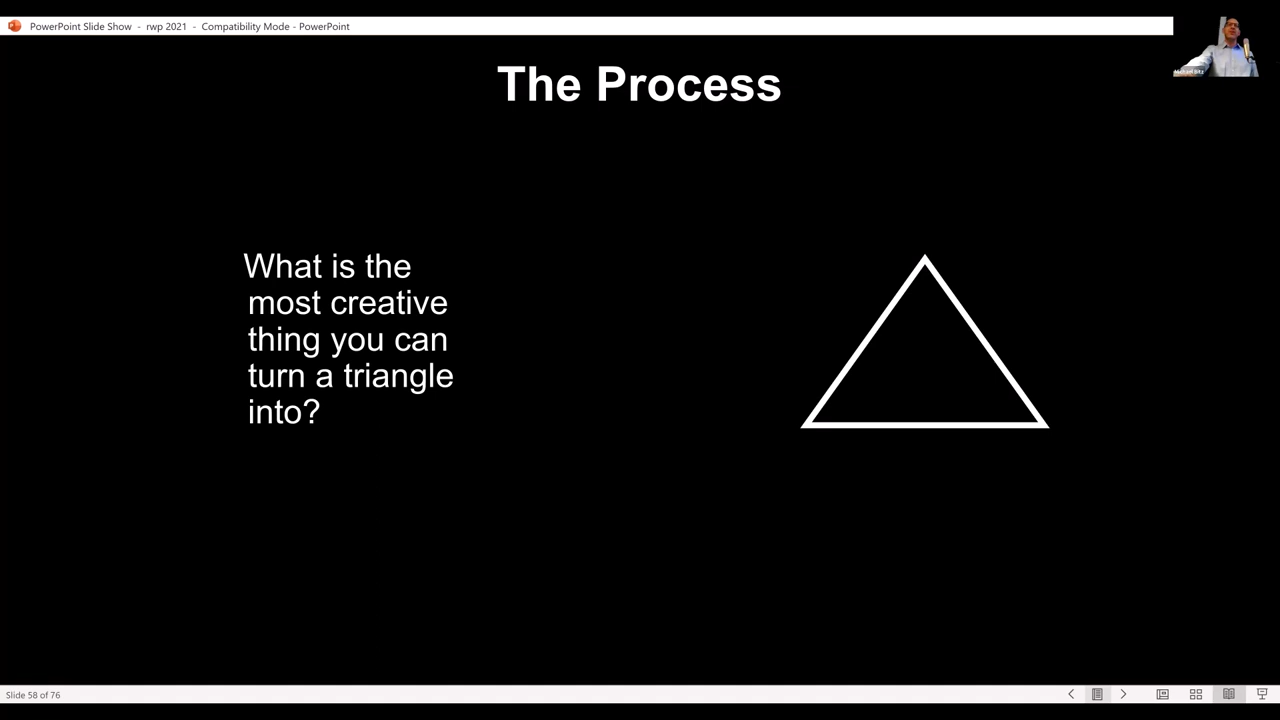 PowerPoint Slide Show - rwp 2021 - Compatibility Mode - PowerPoint
The Process
What is the
most creative
thing you can
turn a triangle
into?
Slide 58 of 76